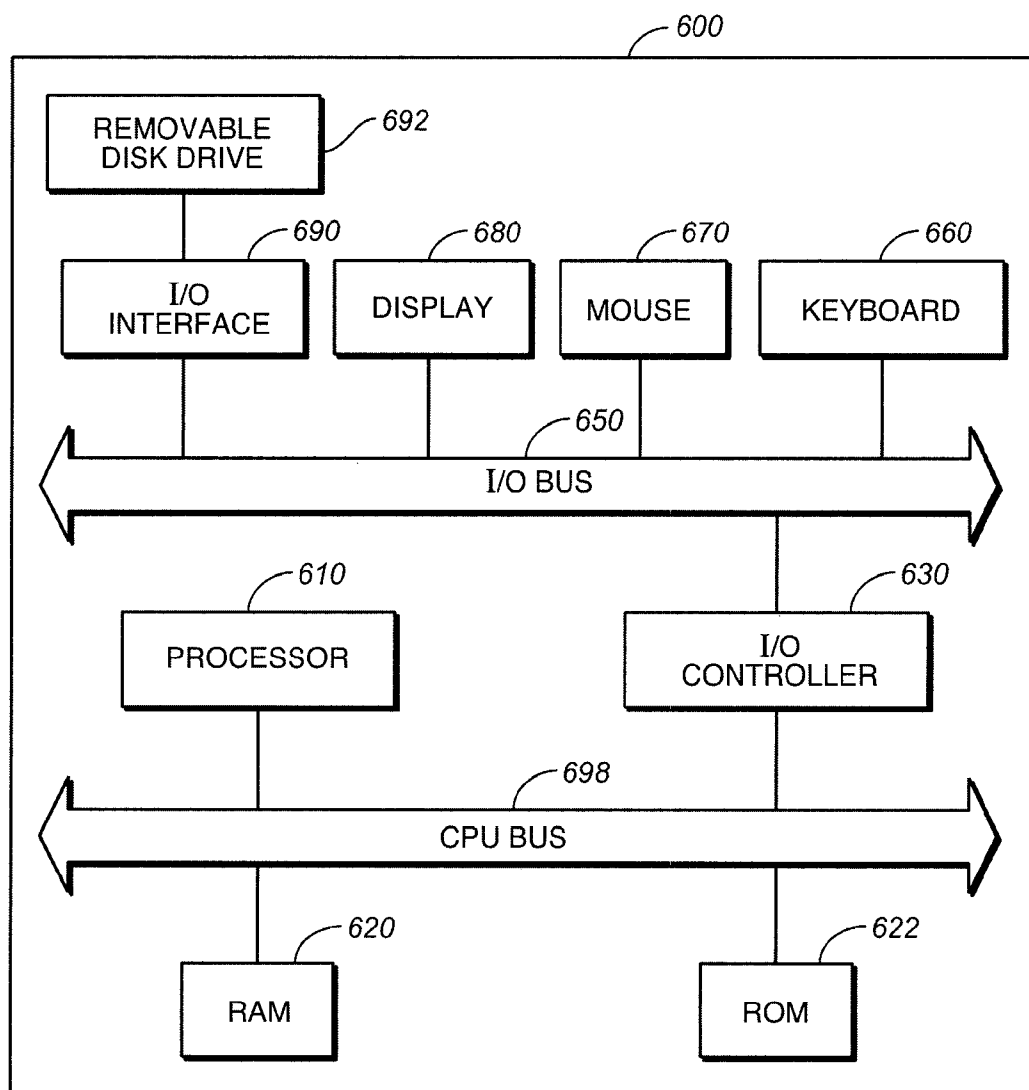 600
REMOVABLE
DISK DRIVE
692
690
680
670
660
I/O
INTERFACE
DISPLAY
MOUSE
KEYBOARD
650
I/O BUS
610
630
PROCESSOR
I/O
CONTROLLER
698
CPU BUS
620
622
RAM
ROM